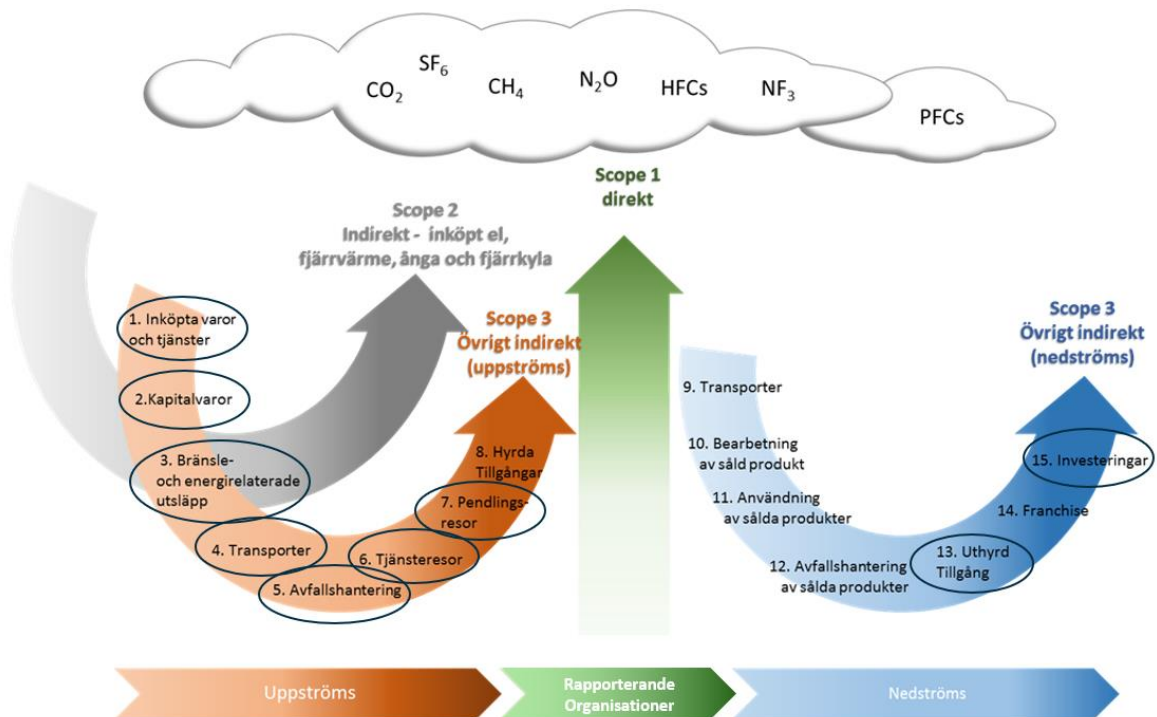 SF₆
CO₂
CH₄
N₂O
HFCs
NF₃
PFCs
Scope 1
direkt
Scope 2
Indirekt - inköpt el,
fjärrvärme, ånga och fjärrkyla
Scope 3
Övrigt indirekt
(uppströms)
1. Inköpta varor
och tjänster
2.Kapitalvaror
3. Bränsle-
och energirelaterade
utsläpp
4. Transporter
5. Avfallshantering
6. Tjänsteresor
7. Pendlings-
resor
8. Hyrda
Tillgångar
Scope 3
Övrigt indirekt
(nedströms)
9. Transporter
10. Bearbetning
av såld produkt
11. Användning
av sålda produkter
12. Avfallshantering
av sålda produkter
13. Uthyrd
Tillgång
14. Franchise
15. Investeringar
Uppströms
Rapporterande
Organisationer
Nedströms